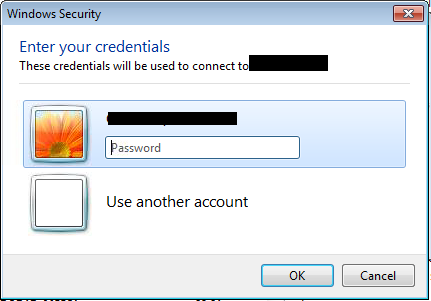 Windows Security
Enter your credentials
These credentials will be used to connect to
Password
Use another account
OK
Cancel